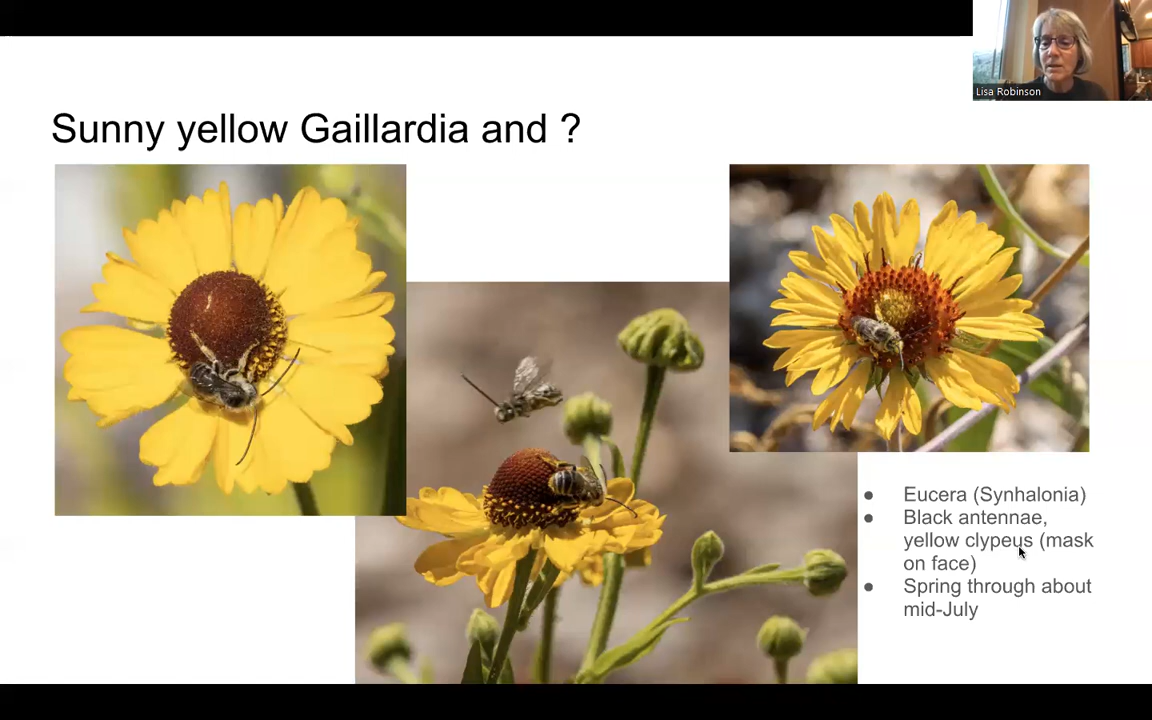 Lisa Robinson
Sunny yellow Gaillardia and ?
● Eucera (Synhalonia)
● Black antennae,
yellow clypeus (mask
on face)
● Spring through about
mid-July